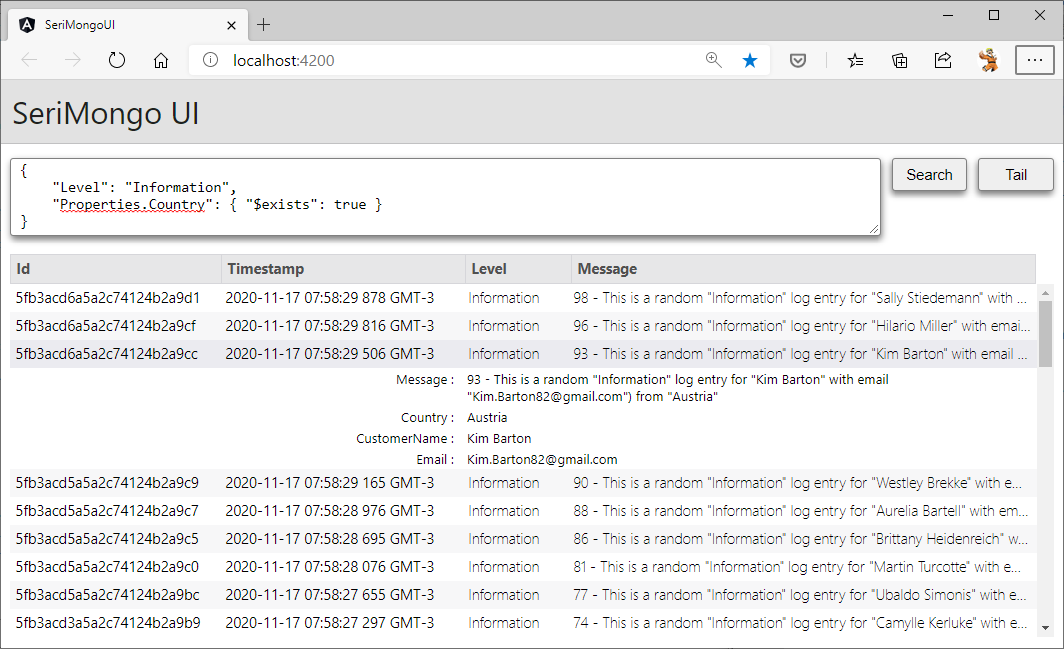 SeriMongoUI
localhost:4200
SeriMongo UI
{
"Level": "Information",
"Properties.Country": { "$exists": true }
}
Search
Tail
Id Timestamp Level Message
5fb3acd6a5a2c74124b2a9d1 2020-11-17 07:58:29 878 GMT-3 Information 98 - This is a random "Information" log entry for "Sally Stiedemann" with ...
5fb3acd6a5a2c74124b2a9cf 2020-11-17 07:58:29 816 GMT-3 Information 96 - This is a random "Information" log entry for "Hilario Miller" with emai...
5fb3acd6a5a2c74124b2a9cc 2020-11-17 07:58:29 506 GMT-3 Information 93 - This is a random "Information" log entry for "Kim Barton" with email ...
Message : 93 - This is a random "Information" log entry for "Kim Barton" with email
"Kim.Barton82@gmail.com") from "Austria"
Country : Austria
CustomerName : Kim Barton
Email : Kim.Barton82@gmail.com
5fb3acd5a5a2c74124b2a9c9 2020-11-17 07:58:29 165 GMT-3 Information 90 - This is a random "Information" log entry for "Westley Brekke" with e...
5fb3acd5a5a2c74124b2a9c7 2020-11-17 07:58:28 976 GMT-3 Information 88 - This is a random "Information" log entry for "Aurelia Bartell" with em...
5fb3acd5a5a2c74124b2a9c5 2020-11-17 07:58:28 695 GMT-3 Information 86 - This is a random "Information" log entry for "Brittany Heidenreich" w...
5fb3acd4a5a2c74124b2a9c0 2020-11-17 07:58:28 076 GMT-3 Information 81 - This is a random "Information" log entry for "Martin Turcotte" with e...
5fb3acd4a5a2c74124b2a9bc 2020-11-17 07:58:27 655 GMT-3 Information 77 - This is a random "Information" log entry for "Ubaldo Simonis" with em...
5fb3acd3a5a2c74124b2a9b9 2020-11-17 07:58:27 297 GMT-3 Information 74 - This is a random "Information" log entry for "Camylle Kerluke" with e...